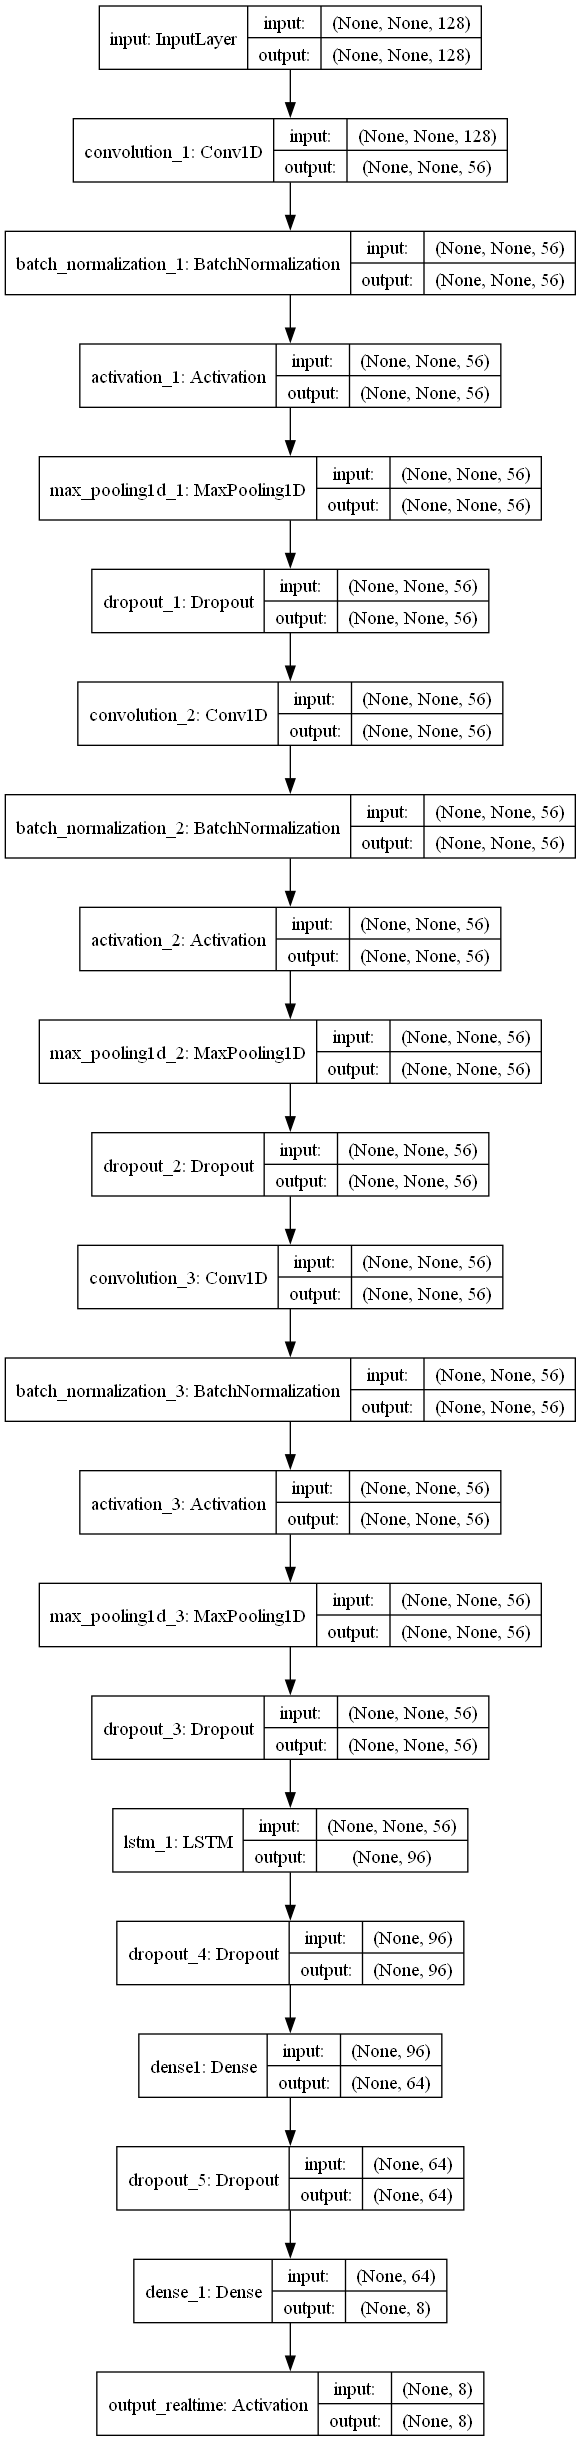 input: InputLayer
input: (None, None, 128)
output: (None, None, 128)
convolution_1: Conv1D
input: (None, None, 128)
output: (None, None, 56)
batch_normalization_1: BatchNormalization
input: (None, None, 56)
output: (None, None, 56)
activation_1: Activation
input: (None, None, 56)
output: (None, None, 56)
max_pooling1d_1: MaxPooling1D
input: (None, None, 56)
output: (None, None, 56)
dropout_1: Dropout
input: (None, None, 56)
output: (None, None, 56)
convolution_2: Conv1D
input: (None, None, 56)
output: (None, None, 56)
batch_normalization_2: BatchNormalization
input: (None, None, 56)
output: (None, None, 56)
activation_2: Activation
input: (None, None, 56)
output: (None, None, 56)
max_pooling1d_2: MaxPooling1D
input: (None, None, 56)
output: (None, None, 56)
dropout_2: Dropout
input: (None, None, 56)
output: (None, None, 56)
convolution_3: Conv1D
input: (None, None, 56)
output: (None, None, 56)
batch_normalization_3: BatchNormalization
input: (None, None, 56)
output: (None, None, 56)
activation_3: Activation
input: (None, None, 56)
output: (None, None, 56)
max_pooling1d_3: MaxPooling1D
input: (None, None, 56)
output: (None, None, 56)
dropout_3: Dropout
input: (None, None, 56)
output: (None, None, 56)
lstm_1: LSTM
input: (None, None, 56)
output: (None, 96)
dropout_4: Dropout
input: (None, 96)
output: (None, 96)
dense1: Dense
input: (None, 96)
output: (None, 64)
dropout_5: Dropout
input: (None, 64)
output: (None, 64)
dense_1: Dense
input: (None, 64)
output: (None, 8)
output_realtime: Activation
input: (None, 8)
output: (None, 8)